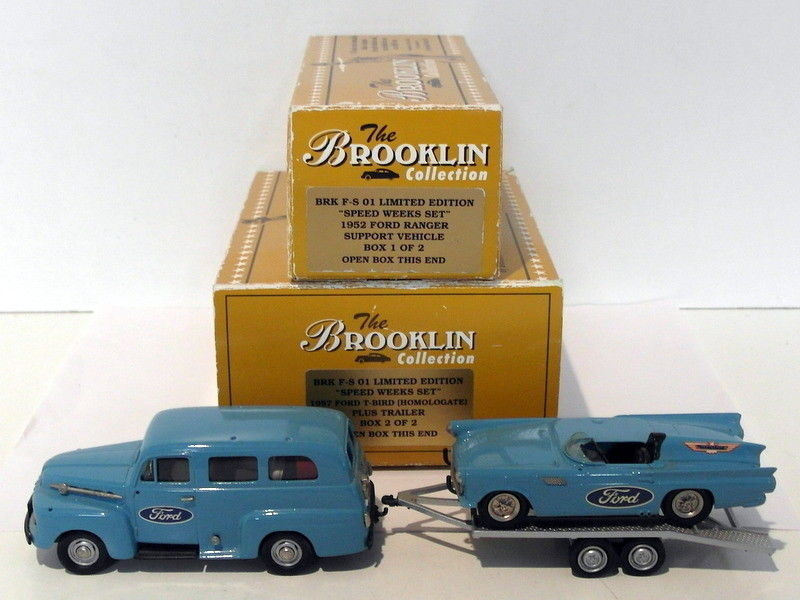 The
BROOKLIN
The
BROOKLIN
Collection
BRK F-S 01 LIMITED EDITION
"SPEED WEEKS SET"
1952 FORD RANGER
SUPPORT VEHICLE
BOX 1 OF 2
OPEN BOX THIS END
The
BROOKLIN
Collection
BRK F-S 01 LIMITED EDITION
"SPEED WEEKS SET"
1957 FORD T-BIRD (HOMOLOGATE)
PLUS TRAILER
BOX 2 OF 2
OPEN BOX THIS END
Ford
Ford